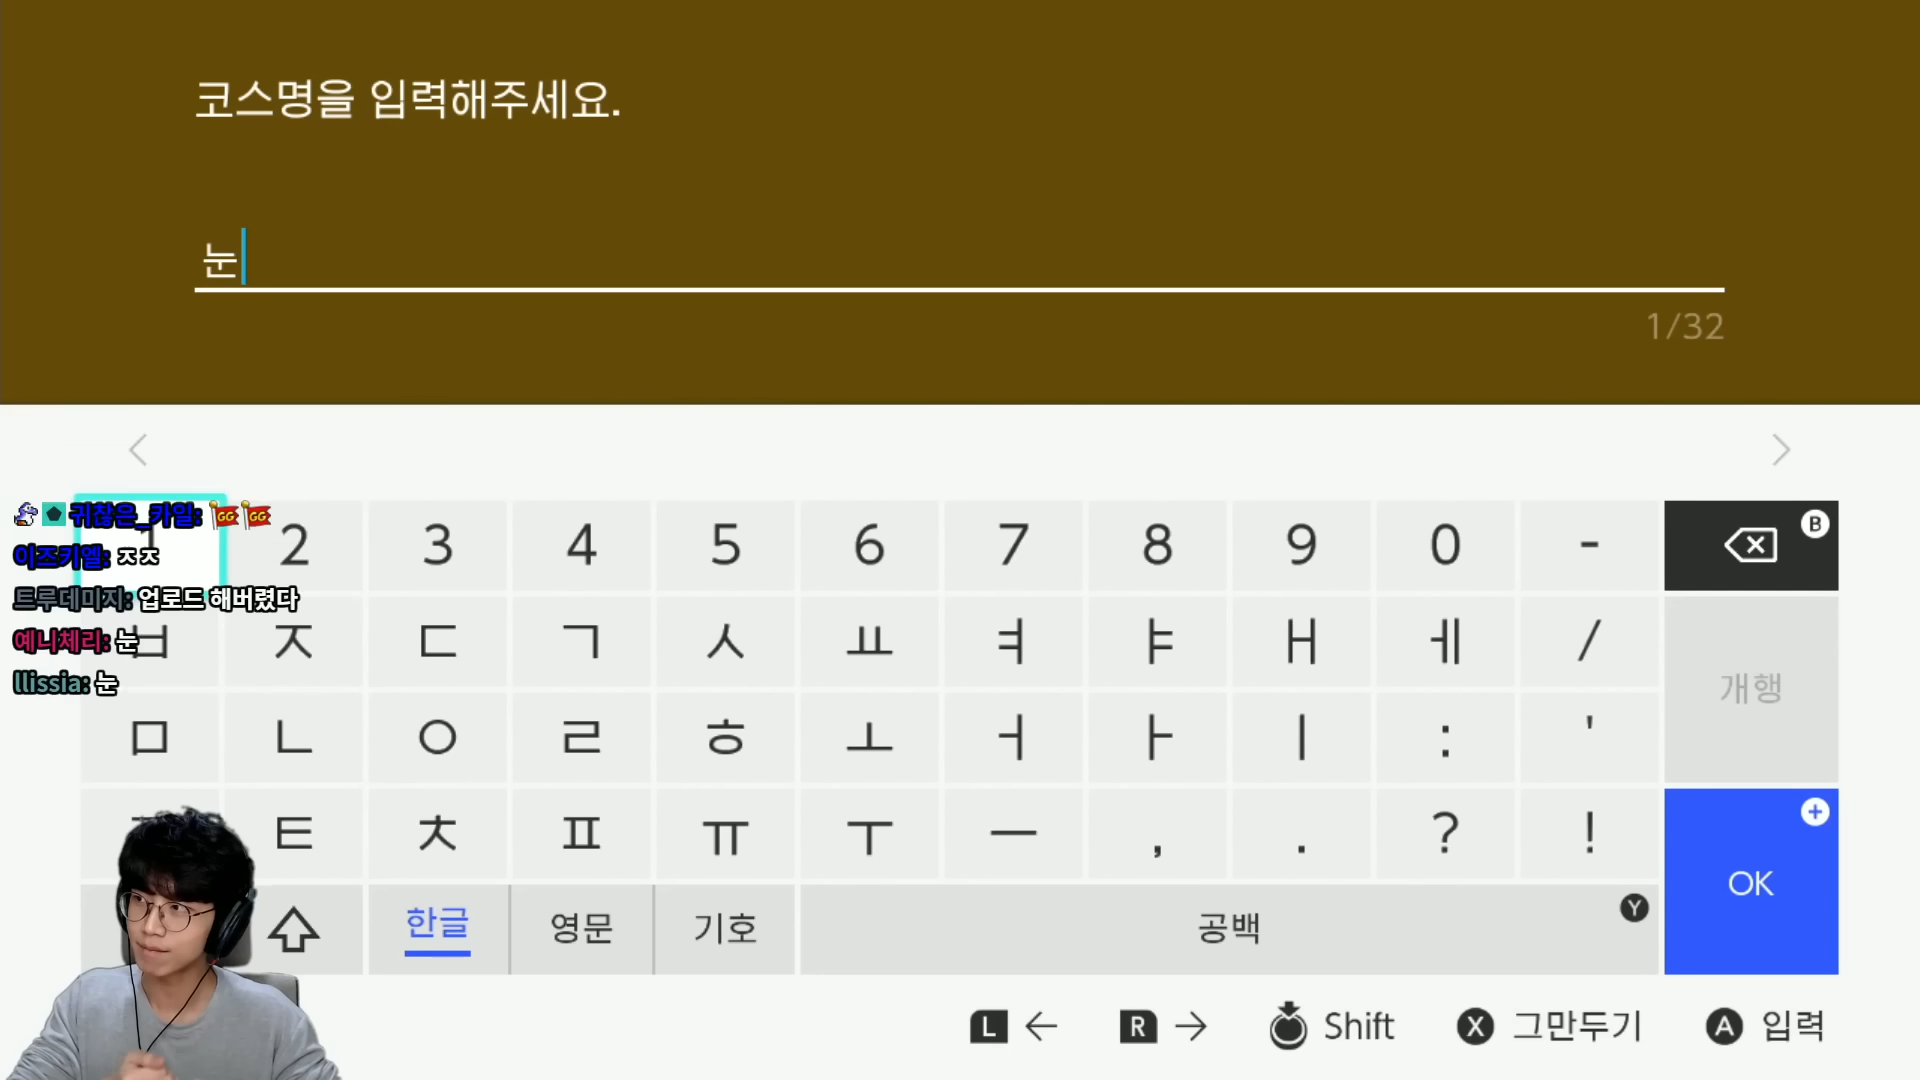 코스명을 입력해주세요.
눈
1/32
귀찮은_카일: GG GG
이즈키엘: ㅈㅈ
트루데미지: 업로드 해버렸다
예니체리: 눈
llissia: 눈
1 2 3 4 5 6 7 8 9 0 - B
ㅂ ㅈ ㄷ ㄱ ㅅ ㅛ ㅕ ㅑ ㅐ ㅔ /
개행
ㅁ ㄴ ㅇ ㄹ ㅎ ㅗ ㅓ ㅏ ㅣ : '
ㅌ ㅊ ㅍ ㅠ ㅜ ㅡ , . ? ! +
OK
한글 영문 기호 공백 Y
L ← R → Shift X 그만두기 A 입력